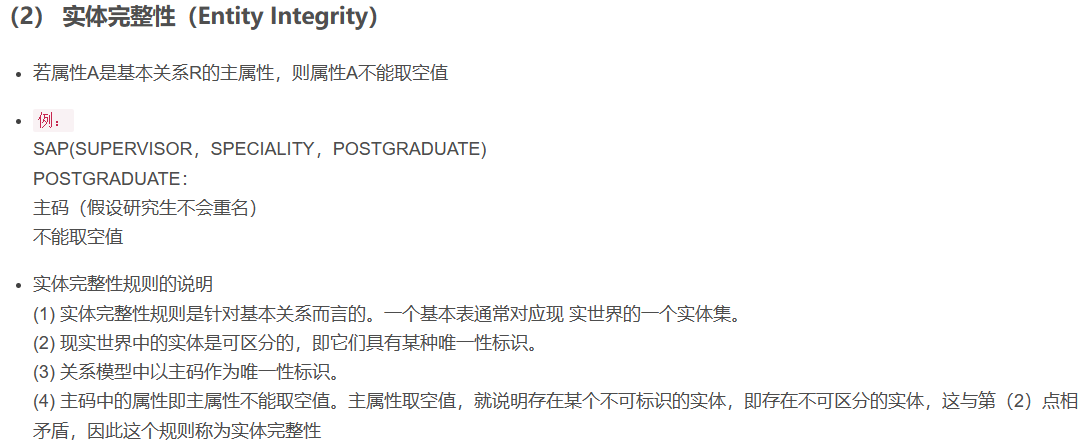 （2） 实体完整性（Entity Integrity）
若属性A是基本关系R的主属性，则属性A不能取空值
例：
SAP(SUPERVISOR，SPECIALITY，POSTGRADUATE)
POSTGRADUATE：
主码（假设研究生不会重名）
不能取空值
实体完整性规则的说明
(1) 实体完整性规则是针对基本关系而言的。一个基本表通常对应现 实世界的一个实体集。
(2) 现实世界中的实体是可区分的，即它们具有某种唯一性标识。
(3) 关系模型中以主码作为唯一性标识。
(4) 主码中的属性即主属性不能取空值。主属性取空值，就说明存在某个不可标识的实体，即存在不可区分的实体，这与第（2）点相
矛盾，因此这个规则称为实体完整性